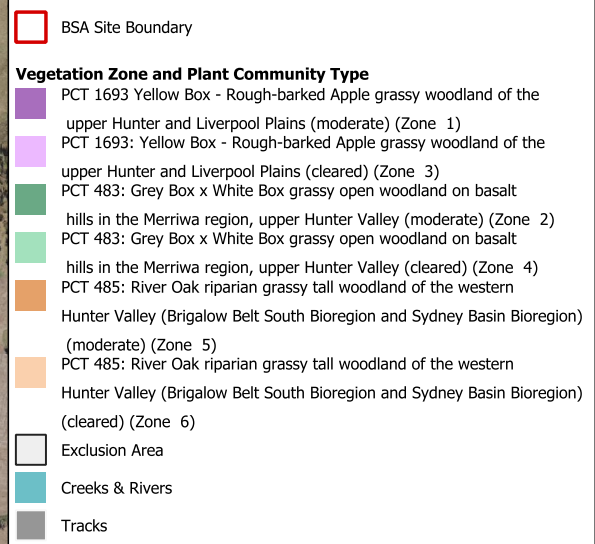 BSA Site Boundary
Vegetation Zone and Plant Community Type
PCT 1693 Yellow Box - Rough-barked Apple grassy woodland of the
upper Hunter and Liverpool Plains (moderate) (Zone 1)
PCT 1693: Yellow Box - Rough-barked Apple grassy woodland of the
upper Hunter and Liverpool Plains (cleared) (Zone 3)
PCT 483: Grey Box x White Box grassy open woodland on basalt
hills in the Merriwa region, upper Hunter Valley (moderate) (Zone 2)
PCT 483: Grey Box x White Box grassy open woodland on basalt
hills in the Merriwa region, upper Hunter Valley (cleared) (Zone 4)
PCT 485: River Oak riparian grassy tall woodland of the western
Hunter Valley (Brigalow Belt South Bioregion and Sydney Basin Bioregion)
(moderate) (Zone 5)
PCT 485: River Oak riparian grassy tall woodland of the western
Hunter Valley (Brigalow Belt South Bioregion and Sydney Basin Bioregion)
(cleared) (Zone 6)
Exclusion Area
Creeks & Rivers
Tracks